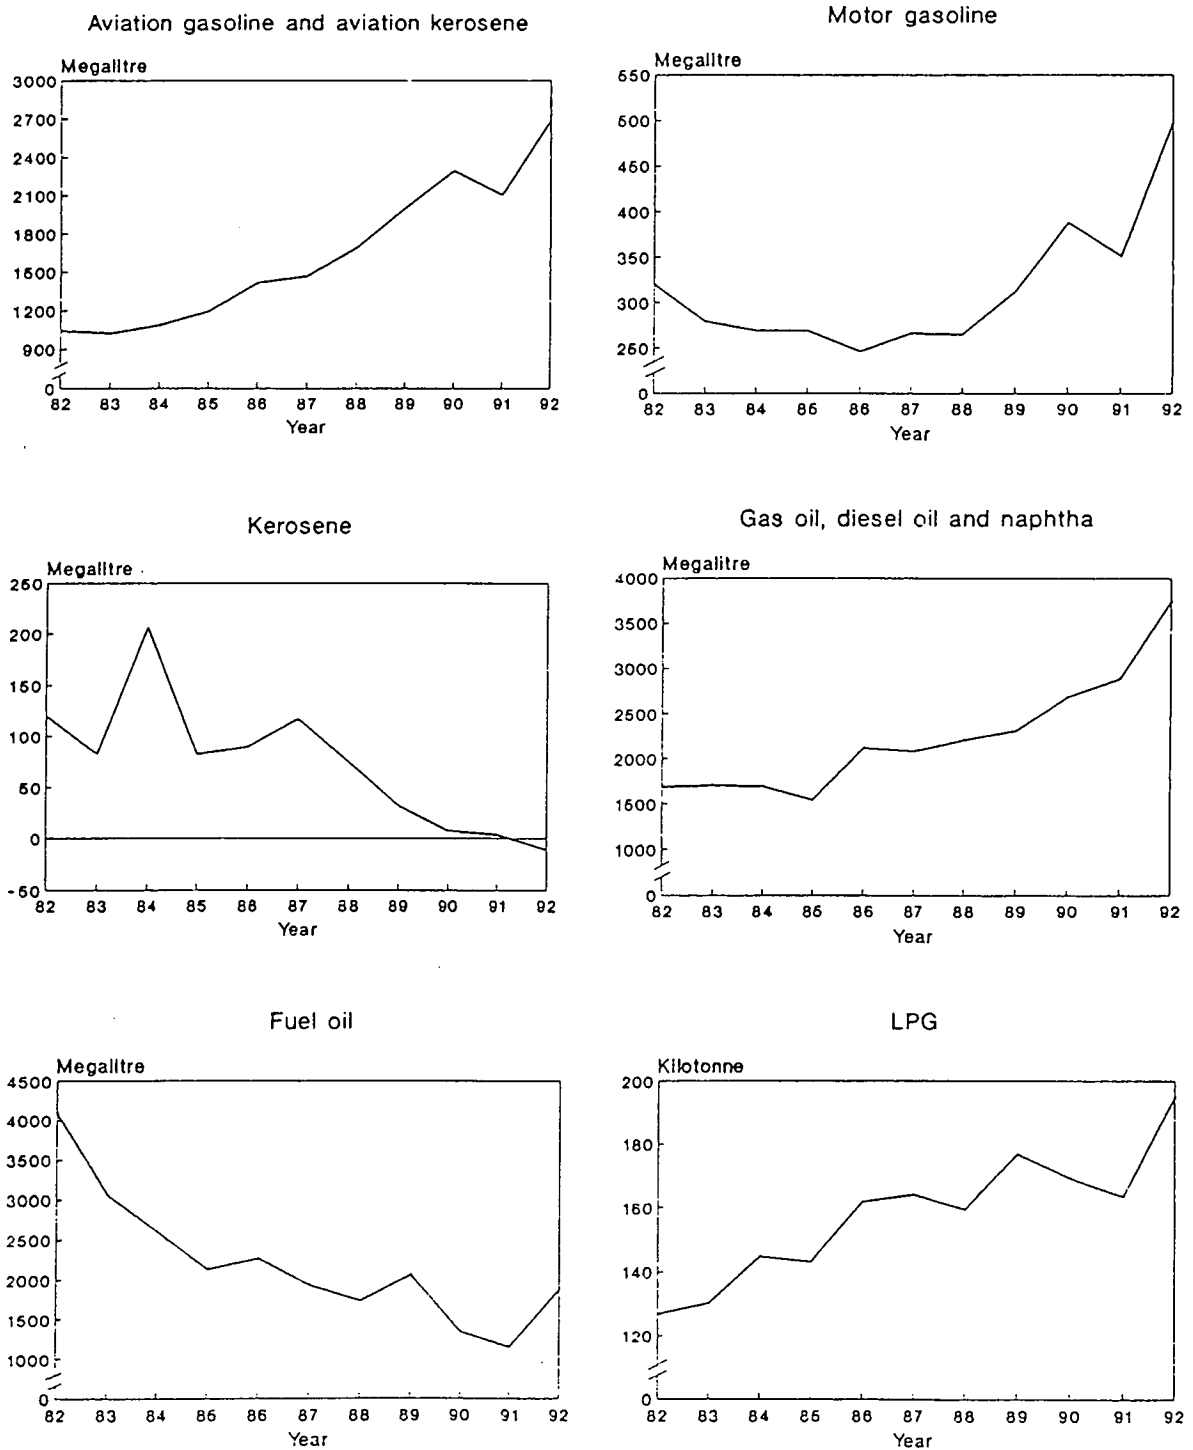 Aviation gasoline and aviation kerosene
Megalitre
3000
2700
2400
2100
1800
1500
1200
900
0
82 83 84 85 86 87 88 89 90 91 92
Year
Motor gasoline
Megalitre
550
500
450
400
350
300
250
0
82 83 84 85 86 87 88 89 90 91 92
Year
Kerosene
Megalitre
250
200
150
100
50
0
-50
82 83 84 85 86 87 88 89 90 91 92
Year
Gas oil, diesel oil and naphtha
Megalitre
4000
3500
3000
2500
2000
1500
1000
0
82 83 84 85 86 87 88 89 90 91 92
Year
Fuel oil
Megalitre
4500
4000
3500
3000
2500
2000
1500
1000
0
82 83 84 85 86 87 88 89 90 91 92
Year
LPG
Kilotonne
200
180
160
140
120
0
82 83 84 85 86 87 88 89 90 91 92
Year